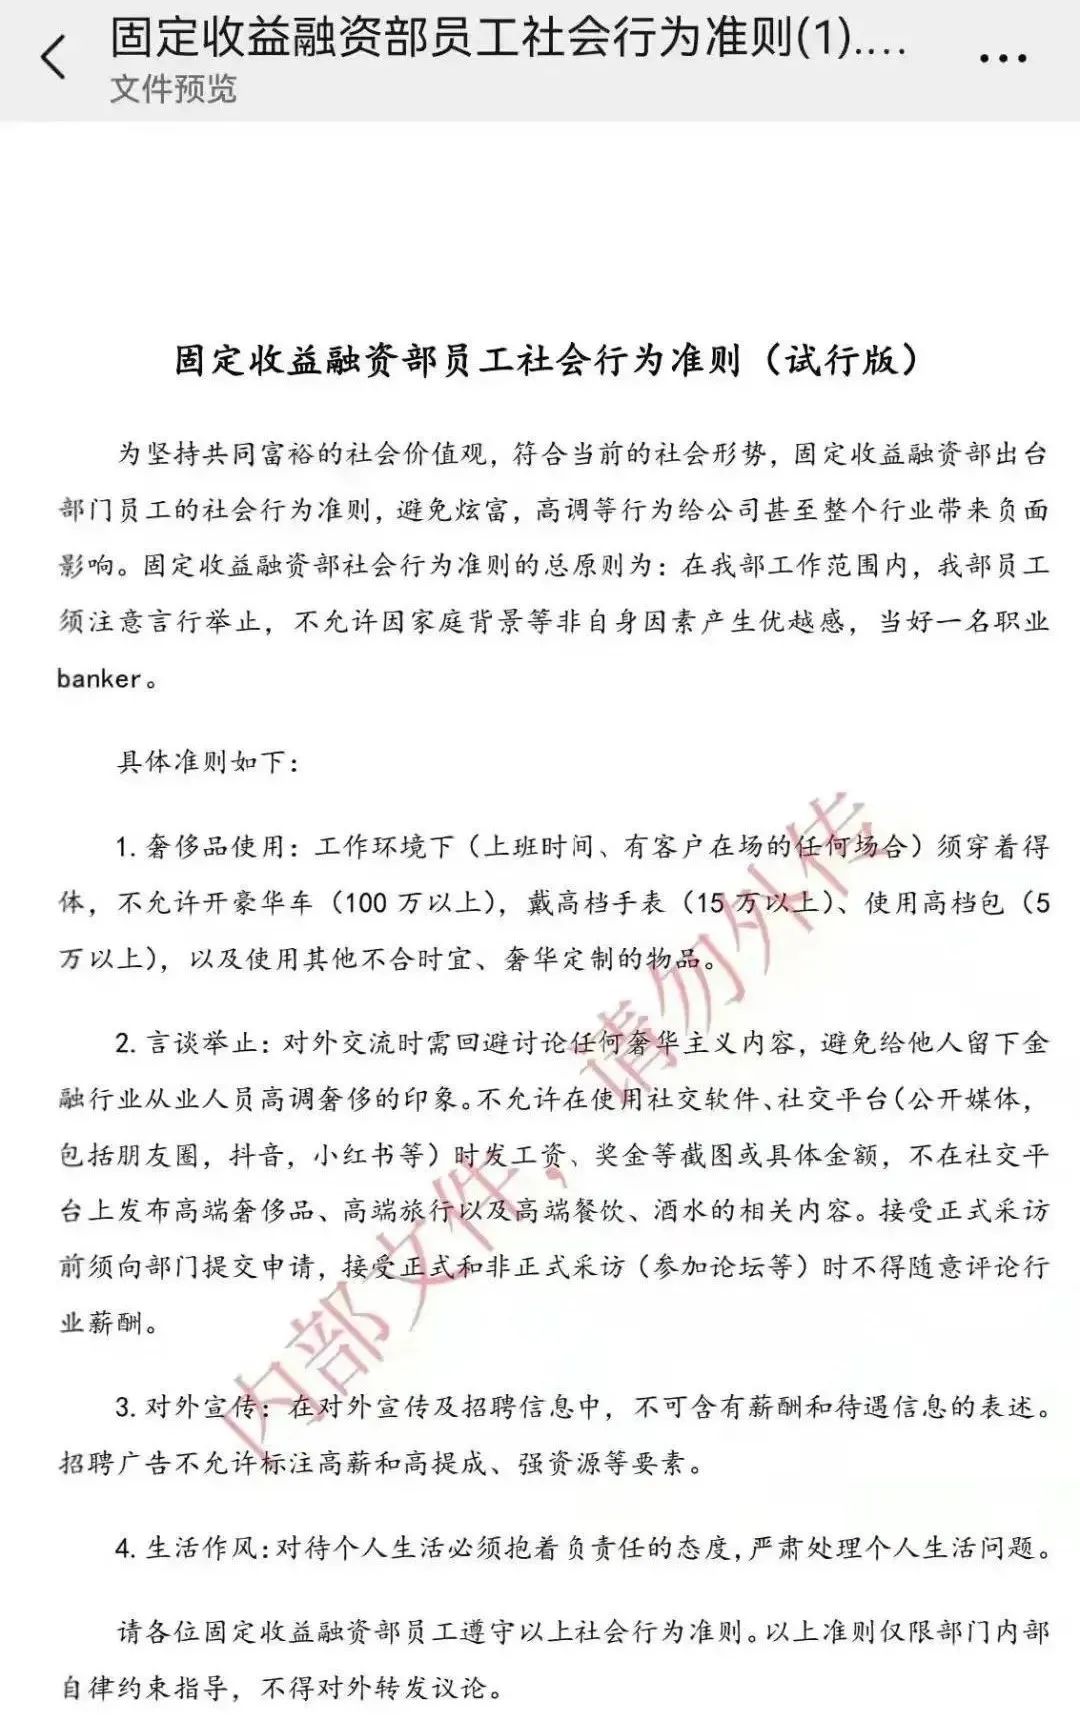 固定收益融资部员工社会行为准则(1)....
文件预览
固定收益融资部员工社会行为准则（试行版）
为坚持共同富裕的社会价值观，符合当前的社会形势，固定收益融资部出台
部门员工的社会行为准则，避免炫富，高调等行为给公司甚至整个行业带来负面
影响。固定收益融资部社会行为准则的总原则为：在我部工作范围内，我部员工
须注意言行举止，不允许因家庭背景等非自身因素产生优越感，当好一名职业
banker。
具体准则如下：
1. 奢侈品使用：工作环境下（上班时间、有客户在场的任何场合）须穿着得
体，不允许开豪华车（100 万以上），戴高档手表（15 万以上）、使用高档包（5
万以上），以及使用其他不合时宜、奢华定制的物品。
2. 言谈举止：对外交流时需回避讨论任何奢华主义内容，避免给他人留下金
融行业从业人员高调奢侈的印象。不允许在使用社交软件、社交平台（公开媒体，
包括朋友圈，抖音，小红书等）时发工资、奖金等截图或具体金额，不在社交平
台上发布高端奢侈品、高端旅行以及高端餐饮、酒水的相关内容。接受正式采访
前须向部门提交申请，接受正式和非正式采访（参加论坛等）时不得随意评论行
业薪酬。
3. 对外宣传：在对外宣传及招聘信息中，不可含有薪酬和待遇信息的表述。
招聘广告不允许标注高薪和高提成、强资源等要素。
4. 生活作风：对待个人生活必须抱着负责任的态度，严肃处理个人生活问题。
请各位固定收益融资部员工遵守以上社会行为准则。以上准则仅限部门内部
自律约束指导，不得对外转发议论。
内部文件，请勿外传